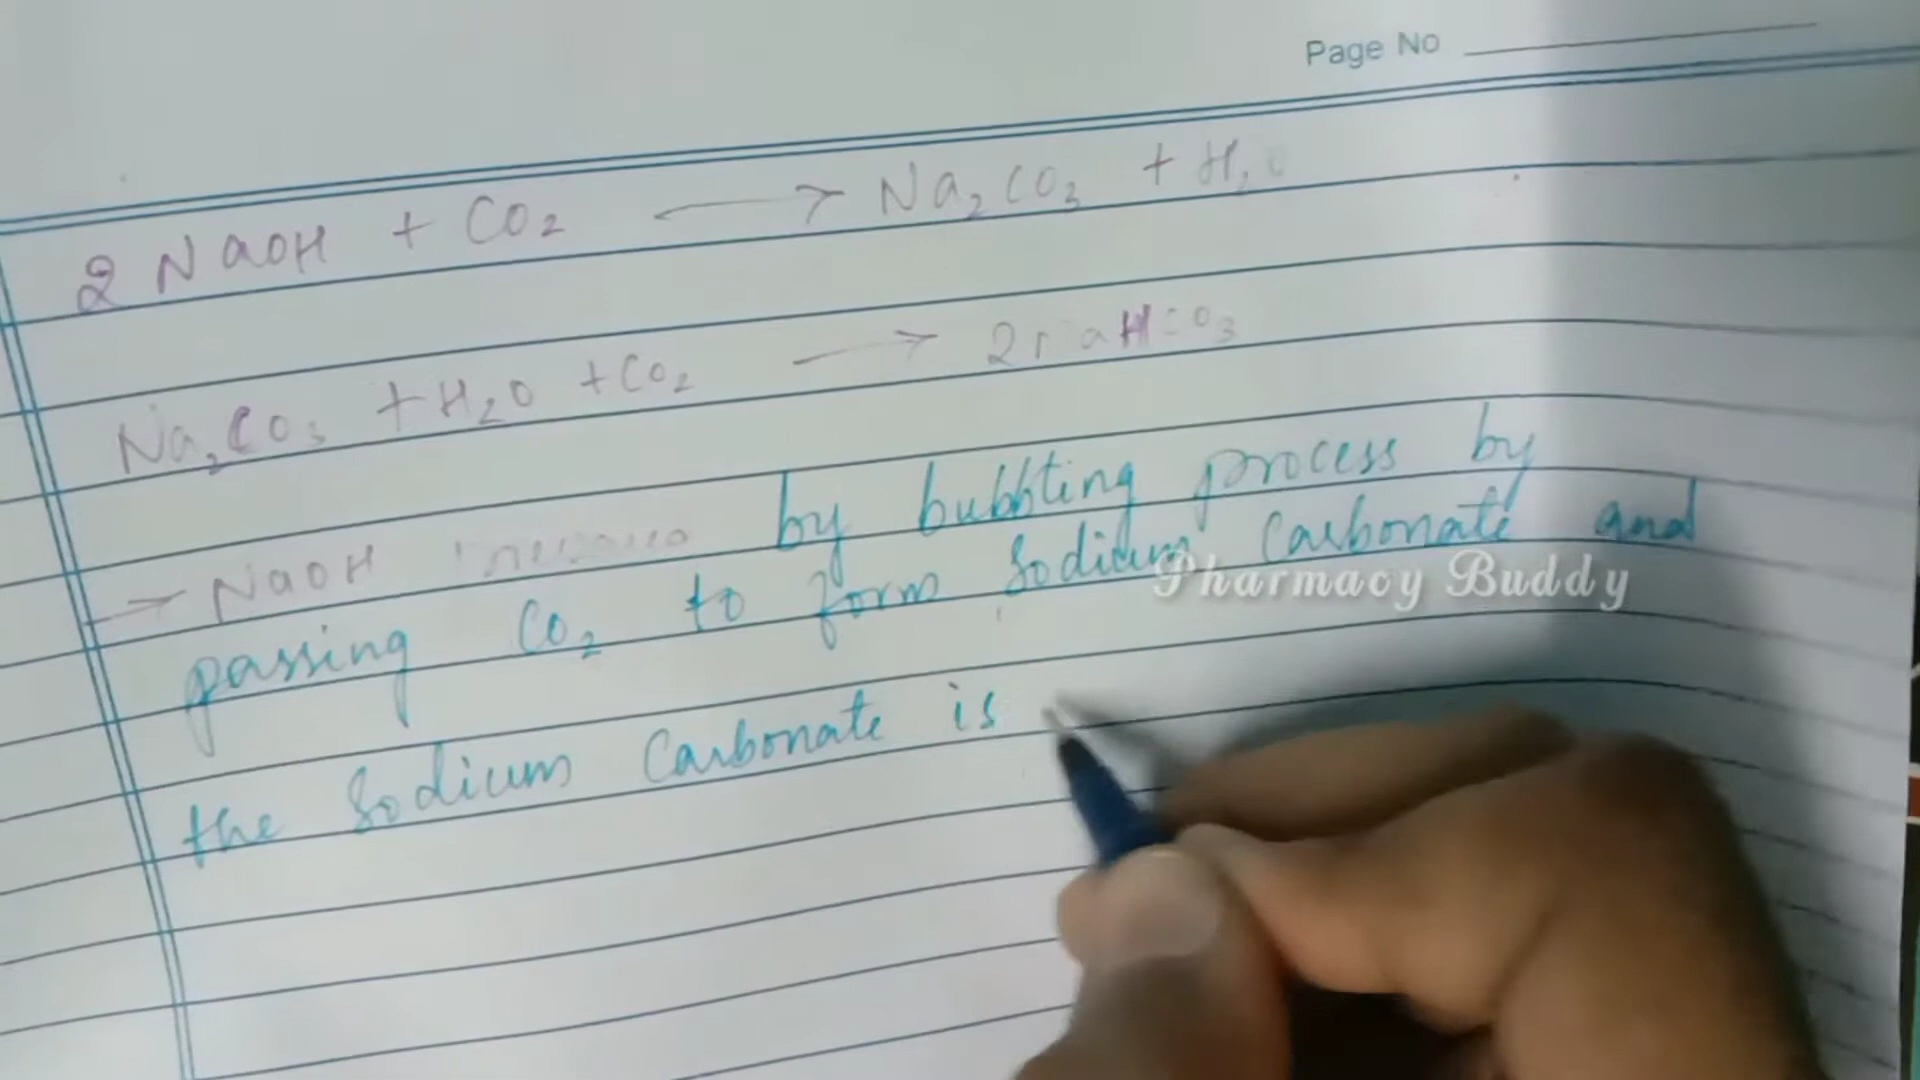 Page No
2 NaOH + CO2 → Na2CO3 + H2O
Na2CO3 + H2O + CO2 → 2NaHCO3
→ NaOH by bubbting process by
passing CO2 to form Sodium Carbonate and
Pharmacy Buddy
the Sodium Carbonate is